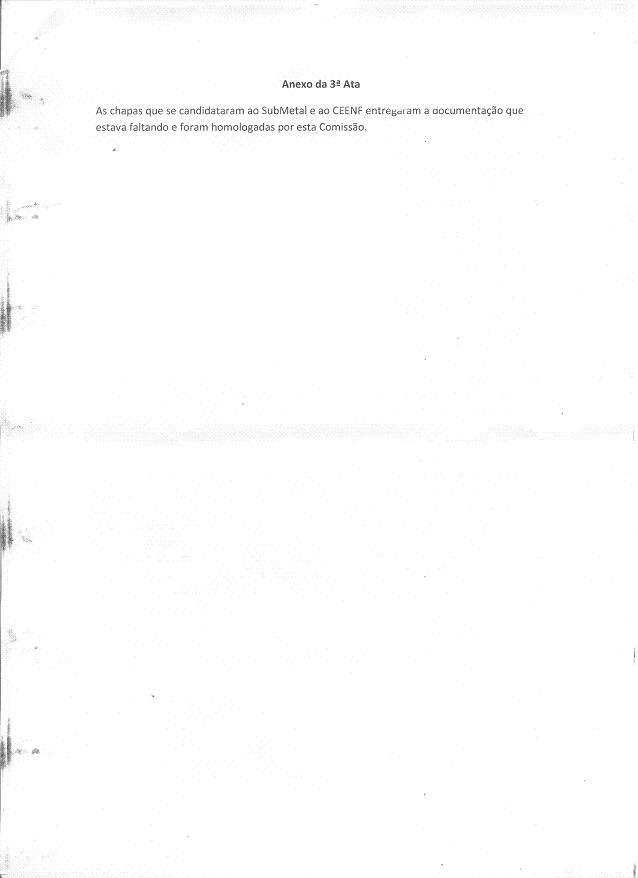 Anexo da 3ª Ata
As chapas que se candidataram ao SubMetal e ao CEENF entregaram a documentação que
estava faltando e foram homologadas por esta Comissão.